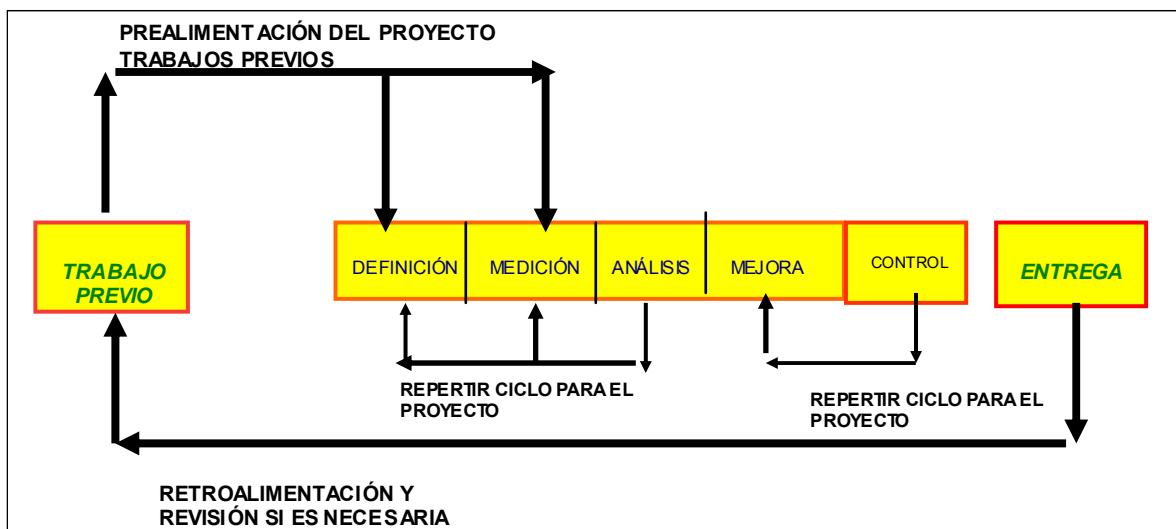 PREALIMENTACIÓN DEL PROYECTO
TRABAJOS PREVIOS
TRABAJO
PREVIO
DEFINICIÓN
MEDICIÓN
ANÁLISIS
MEJORA
CONTROL
ENTREGA
REPERTIR CICLO PARA EL
PROYECTO
REPERTIR CICLO PARA EL
PROYECTO
RETROALIMENTACIÓN Y
REVISIÓN SI ES NECESARIA